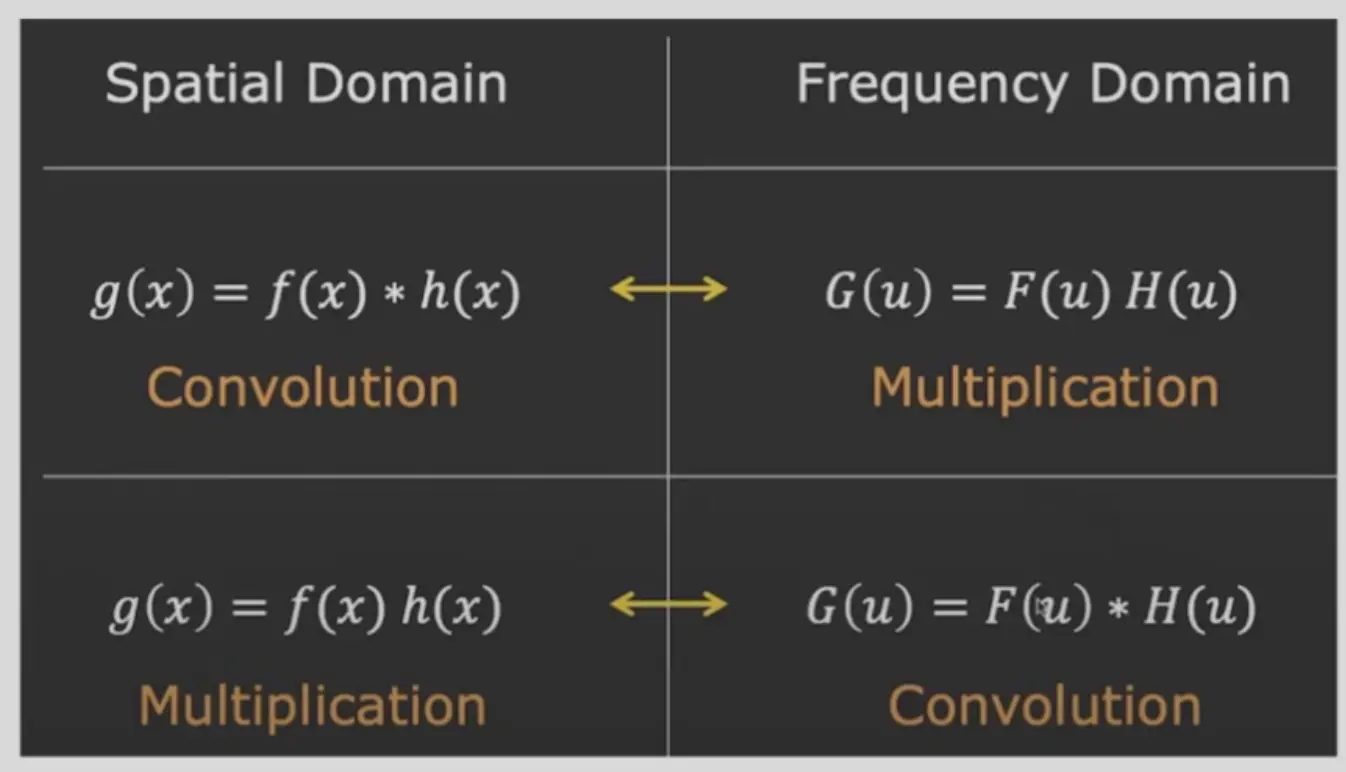 Spatial Domain
Frequency Domain
g(x) = f(x) * h(x)
G(u) = F(u) H(u)
Convolution
Multiplication
g(x) = f(x) h(x)
G(u) = F(u) * H(u)
Multiplication
Convolution